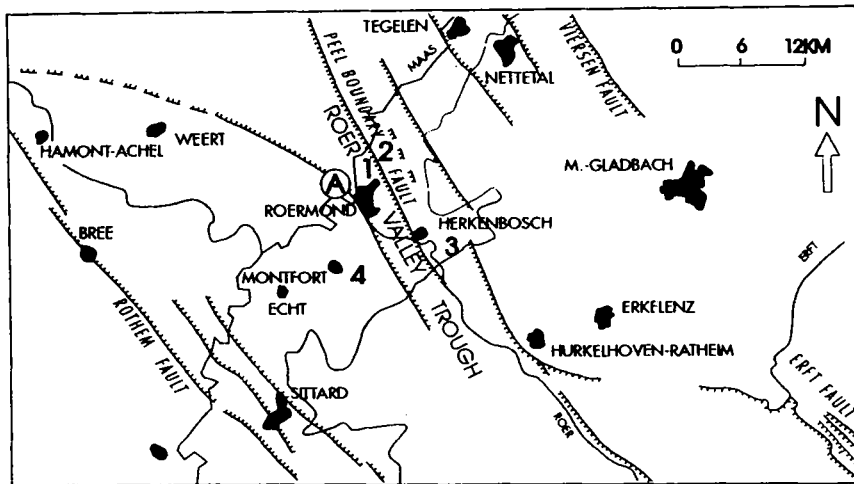 TEGELEN
MAAS
NETTETAL
VIERSEN FAULT
0 6 12KM
N
PEEL BOUNDARY FAULT
ROER VALLEY TROUGH
HAMONT-ACHEL
WEERT
2
1
A
M.-GLADBACH
ROERMOND
HERKENBOSCH
3
BREE
MONTFORT
4
ECHT
ERFT
ROTHEM FAULT
ERKELENZ
HURKELHOVEN-RATHEIM
ERFT FAULT
SITTARD
ROER